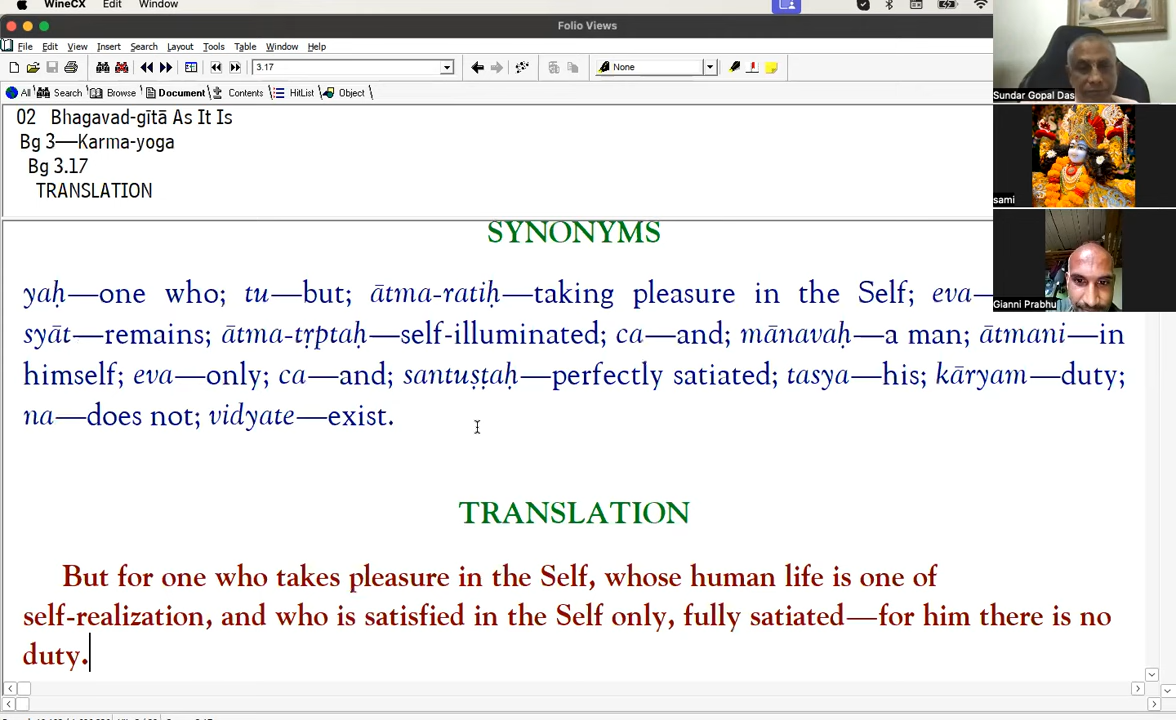 WineCX Edit Window
Folio Views
File Edit View Insert Search Layout Tools Table Window Help
3.17 None
All Search Browse Document Contents HitList Object
02 Bhagavad-gītā As It Is
Bg 3—Karma-yoga
Bg 3.17
TRANSLATION
Sundar Gopal Das
sami
Gianni Prabhu
SYNONYMS
yaḥ—one who; tu—but; ātma-ratiḥ—taking pleasure in the Self; eva—
syāt—remains; ātma-tṛptaḥ—self-illuminated; ca—and; mānavaḥ—a man; ātmani—in
himself; eva—only; ca—and; santuṣṭaḥ—perfectly satiated; tasya—his; kāryam—duty;
na—does not; vidyate—exist.
TRANSLATION
But for one who takes pleasure in the Self, whose human life is one of
self-realization, and who is satisfied in the Self only, fully satiated—for him there is no
duty.